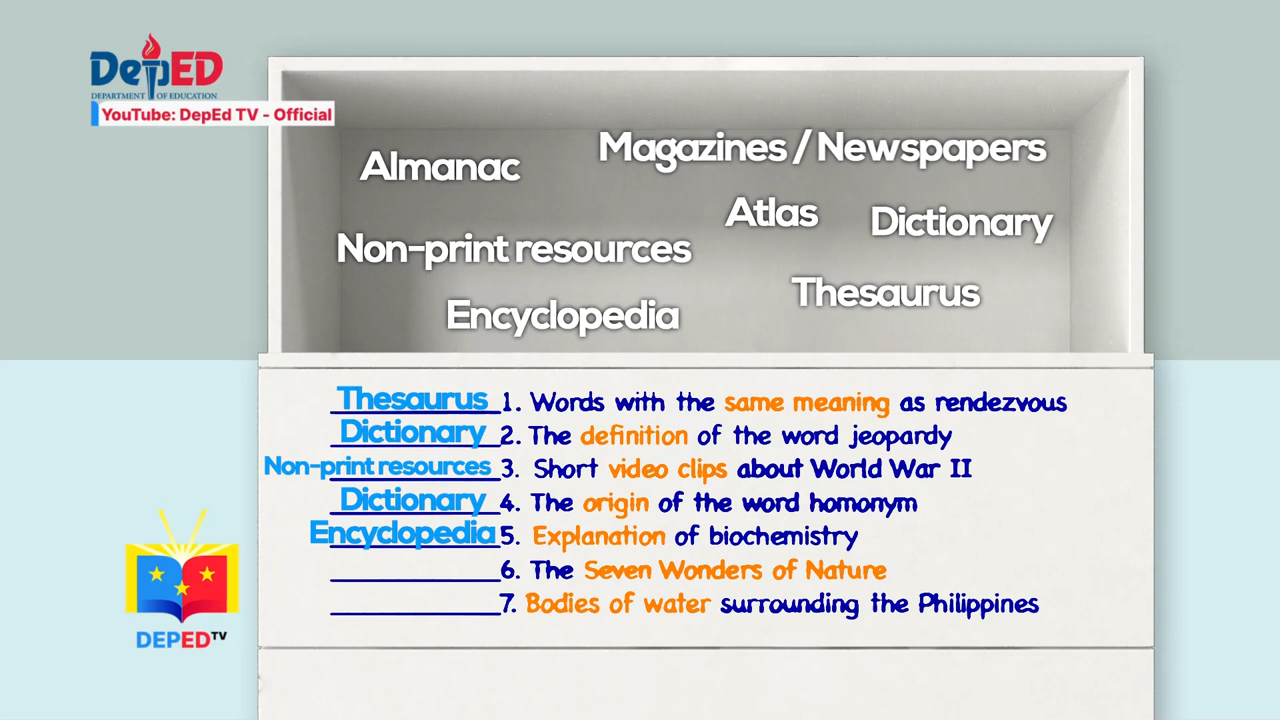 DepED
DEPARTMENT OF EDUCATION
YouTube: DepEd TV - Official
Almanac
Magazines / Newspapers
Atlas
Dictionary
Non-print resources
Thesaurus
Encyclopedia
Thesaurus 1. Words with the same meaning as rendezvous
Dictionary 2. The definition of the word jeopardy
Non-print resources 3. Short video clips about World War II
Dictionary 4. The origin of the word homonym
Encyclopedia 5. Explanation of biochemistry
6. The Seven Wonders of Nature
7. Bodies of water surrounding the Philippines
DEPED TV